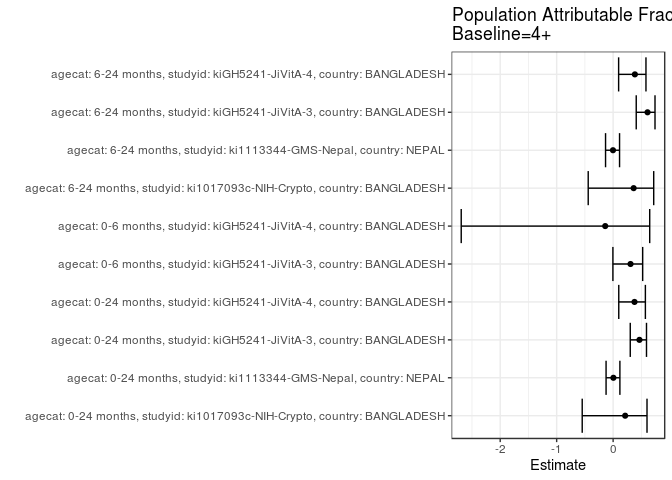 Population Attributable Frac
Baseline=4+
agecat: 6-24 months, studyid: kiGH5241-JiVitA-4, country: BANGLADESH
agecat: 6-24 months, studyid: kiGH5241-JiVitA-3, country: BANGLADESH
agecat: 6-24 months, studyid: ki1113344-GMS-Nepal, country: NEPAL
agecat: 6-24 months, studyid: ki1017093c-NIH-Crypto, country: BANGLADESH
agecat: 0-6 months, studyid: kiGH5241-JiVitA-4, country: BANGLADESH
agecat: 0-6 months, studyid: kiGH5241-JiVitA-3, country: BANGLADESH
agecat: 0-24 months, studyid: kiGH5241-JiVitA-4, country: BANGLADESH
agecat: 0-24 months, studyid: kiGH5241-JiVitA-3, country: BANGLADESH
agecat: 0-24 months, studyid: ki1113344-GMS-Nepal, country: NEPAL
agecat: 0-24 months, studyid: ki1017093c-NIH-Crypto, country: BANGLADESH
-2 -1 0
Estimate